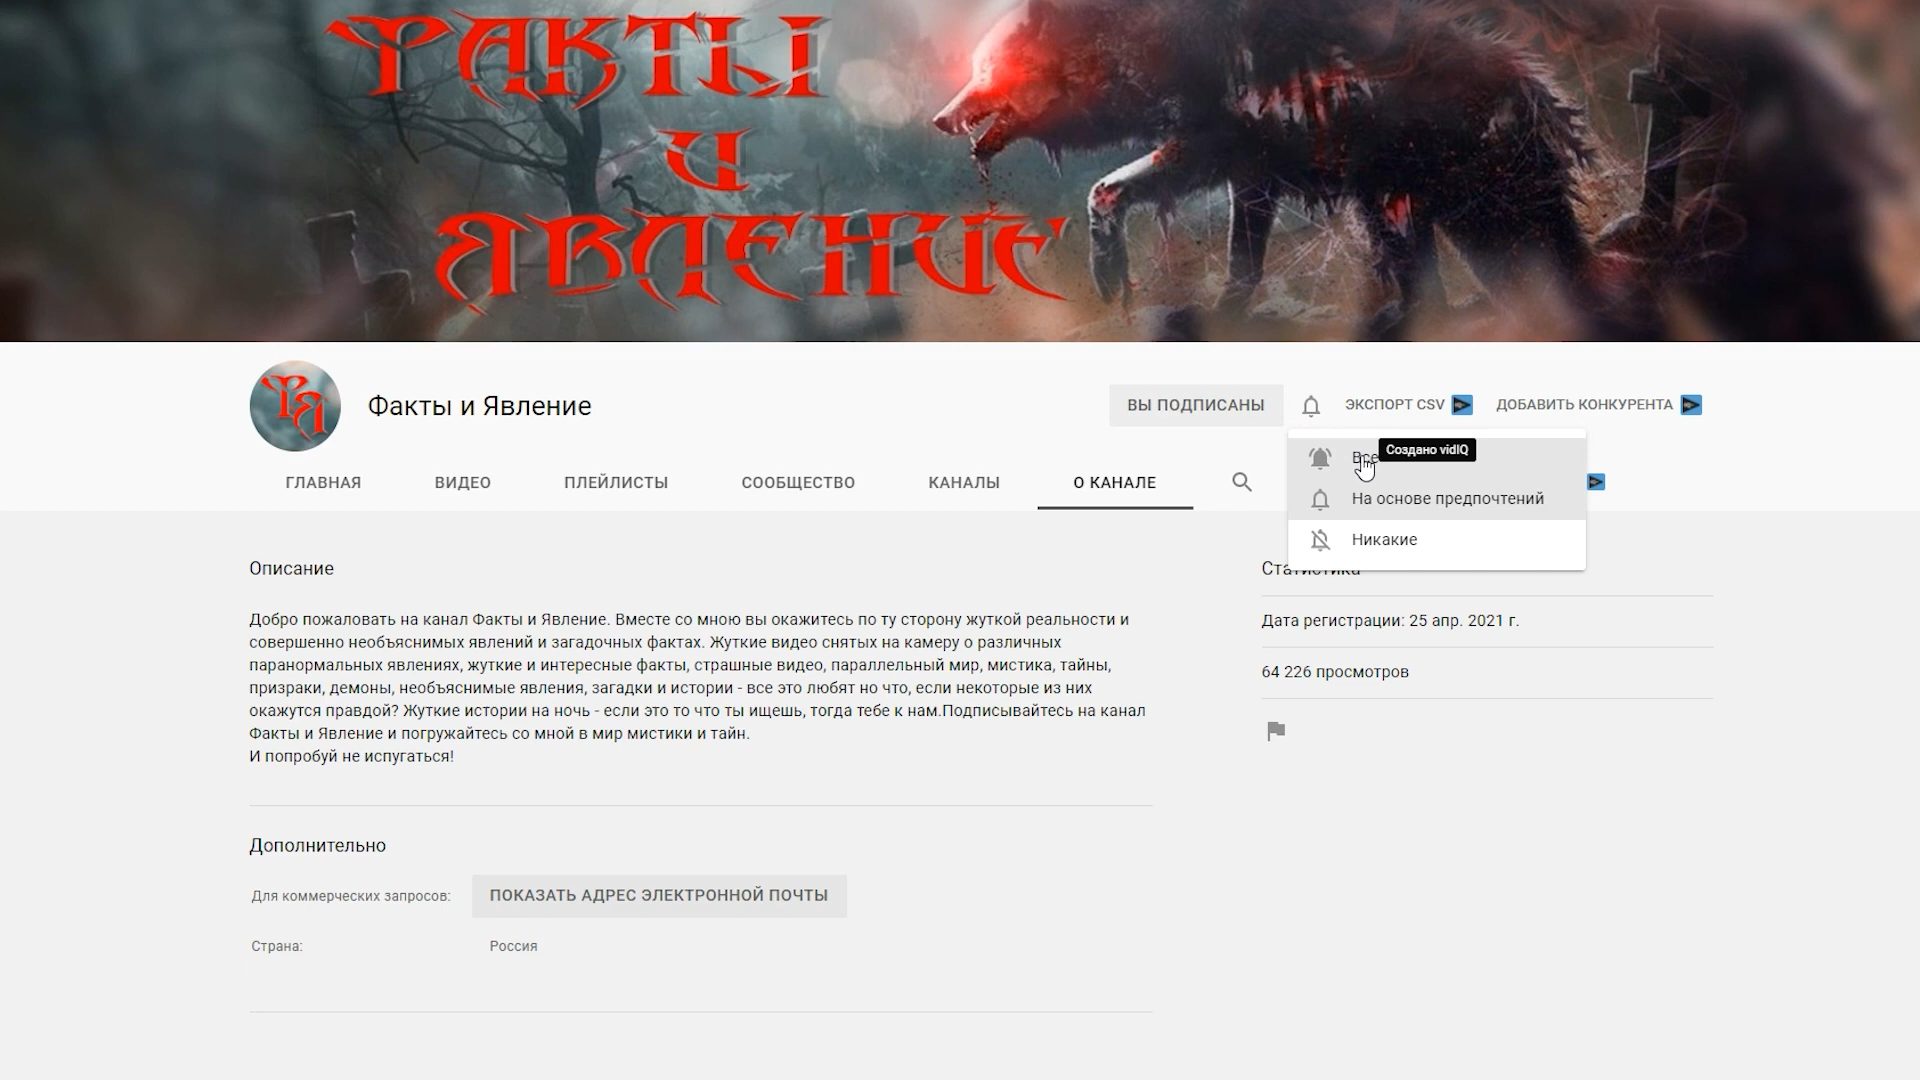 ФАКТЫ
И
ЯВЛЕНИЕ
ФЯ
Факты и Явление
ВЫ ПОДПИСАНЫ
ЭКСПОРТ CSV
ДОБАВИТЬ КОНКУРЕНТА
Все
Создано vidIQ
На основе предпочтений
Никакие
ГЛАВНАЯ
ВИДЕО
ПЛЕЙЛИСТЫ
СООБЩЕСТВО
КАНАЛЫ
О КАНАЛЕ
Описание
Добро пожаловать на канал Факты и Явление. Вместе со мною вы окажитесь по ту сторону жуткой реальности и
совершенно необъяснимых явлений и загадочных фактах. Жуткие видео снятых на камеру о различных
паранормальных явлениях, жуткие и интересные факты, страшные видео, параллельный мир, мистика, тайны,
призраки, демоны, необъяснимые явления, загадки и истории - все это любят но что, если некоторые из них
окажутся правдой? Жуткие истории на ночь - если это то что ты ищешь, тогда тебе к нам.Подписывайтесь на канал
Факты и Явление и погружайтесь со мной в мир мистики и тайн.
И попробуй не испугаться!
Дополнительно
Для коммерческих запросов:
ПОКАЗАТЬ АДРЕС ЭЛЕКТРОННОЙ ПОЧТЫ
Страна:
Россия
Статистика
Дата регистрации: 25 апр. 2021 г.
64 226 просмотров